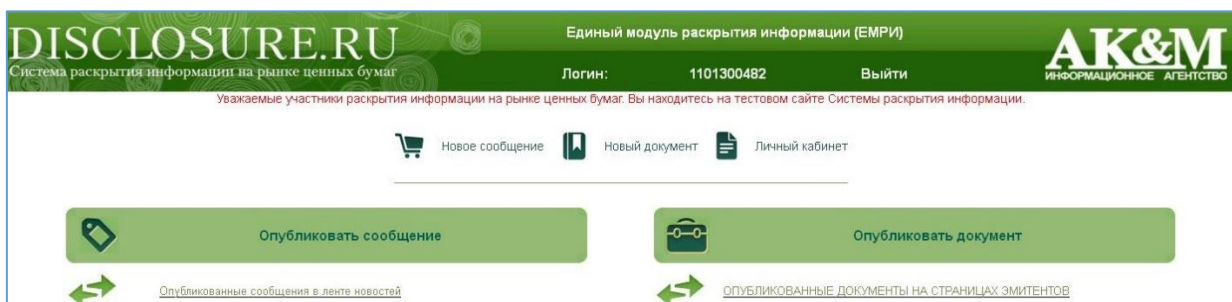 DISCLOSURE.RU
Система раскрытия информации на рынке ценных бумаг
Единый модуль раскрытия информации (ЕМРИ)
Логин: 1101300482 Выйти
AK&M
ИНФОРМАЦИОННОЕ АГЕНТСТВО
Уважаемые участники раскрытия информации на рынке ценных бумаг. Вы находитесь на тестовом сайте Системы раскрытия информации.
Новое сообщение Новый документ Личный кабинет
Опубликовать сообщение Опубликовать документ
Опубликованные сообщения в ленте новостей ОПУБЛИКОВАННЫЕ ДОКУМЕНТЫ НА СТРАНИЦАХ ЭМИТЕНТОВ